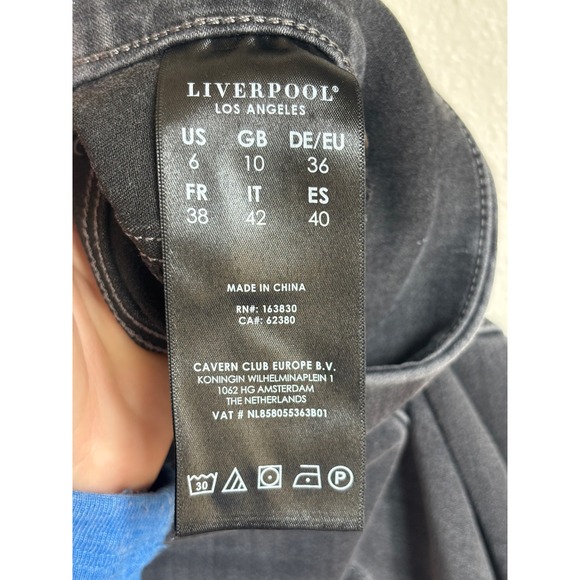 LIVERPOOL®
LOS ANGELES
US GB DE/EU
6 10 36
FR IT ES
38 42 40
MADE IN CHINA
RN#: 163830
CA#: 62380
CAVERN CLUB EUROPE B.V.
KONINGIN WILHELMINAPLEIN 1
1062 HG AMSTERDAM
THE NETHERLANDS
VAT # NL858055363B01
30 P